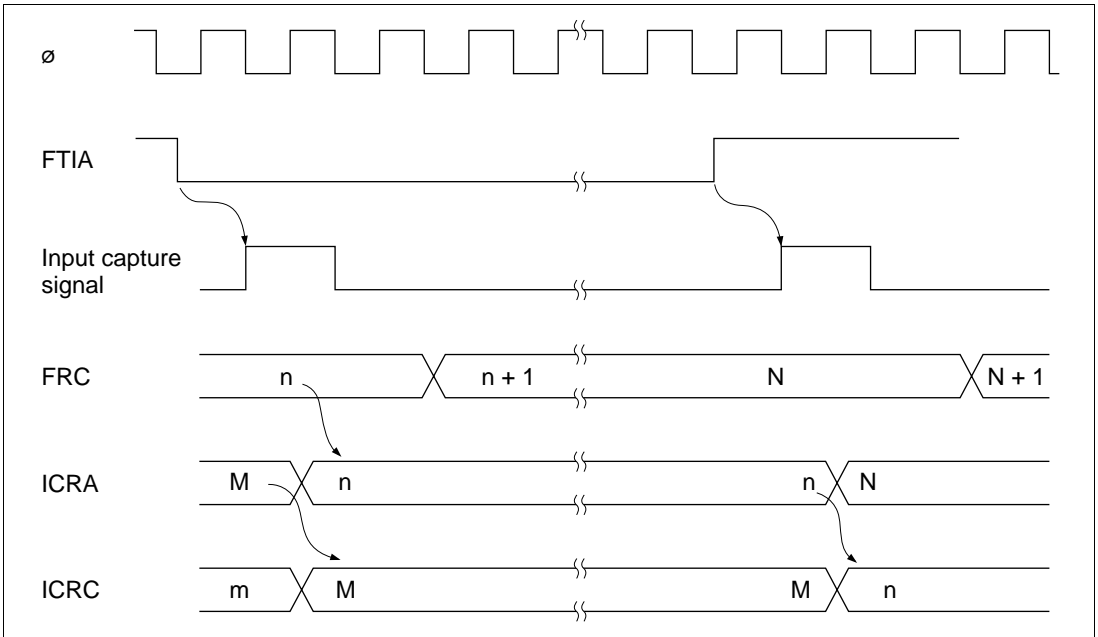 ø
FTIA
Input capture
signal
FRC n n + 1 N N + 1
ICRA M n n N
ICRC m M M n